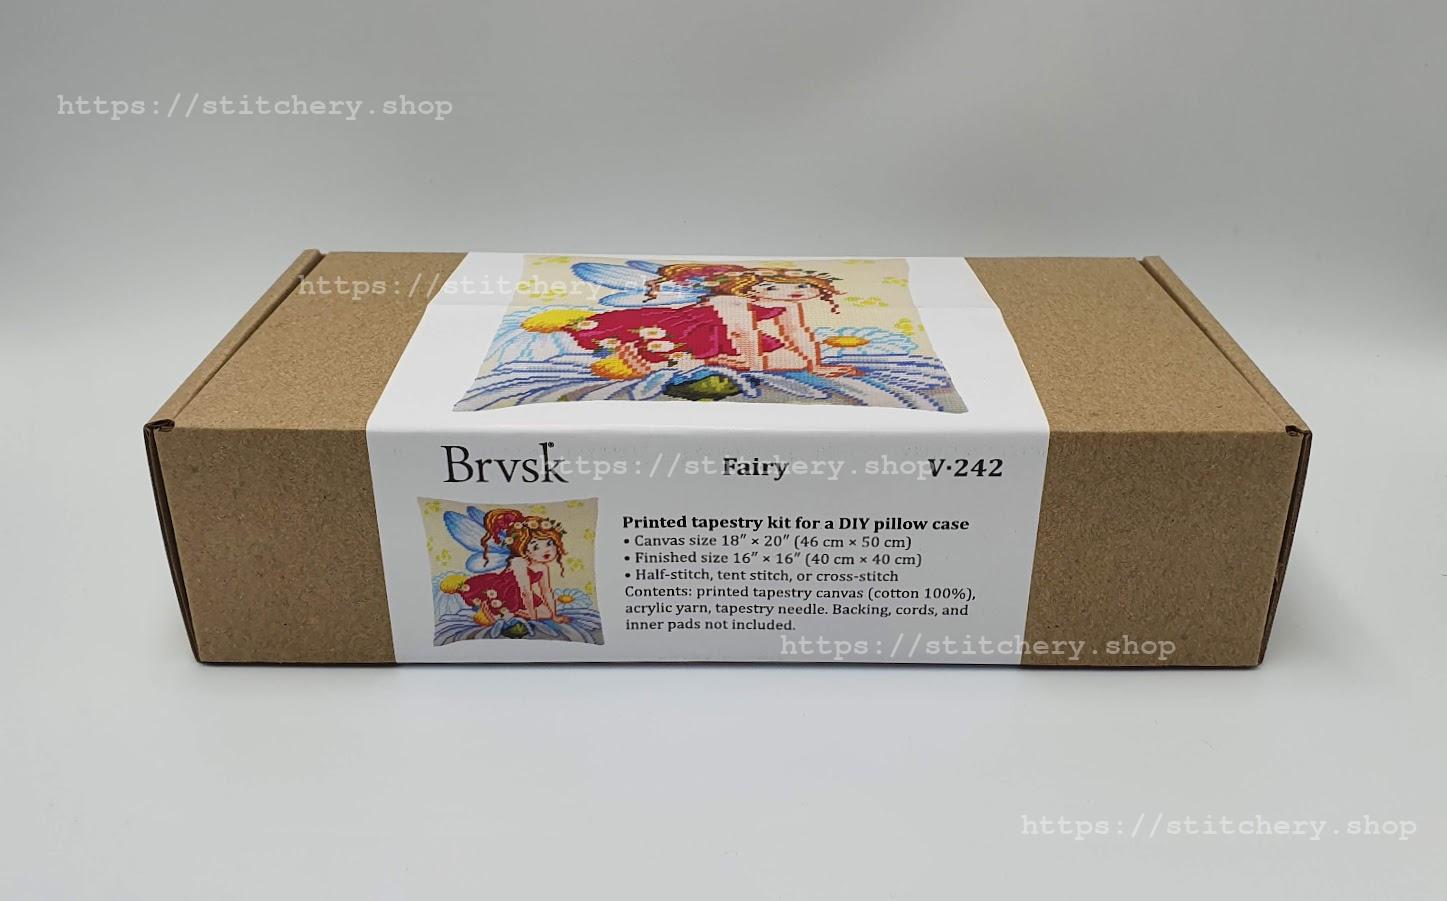 https://stitchery.shop
https://stitchery.shop
Brvsk®
https://stitchery.shop
Fairy
V·242
Printed tapestry kit for a DIY pillow case
• Canvas size 18″ × 20″ (46 cm × 50 cm)
• Finished size 16″ × 16″ (40 cm × 40 cm)
• Half-stitch, tent stitch, or cross-stitch
Contents: printed tapestry canvas (cotton 100%),
acrylic yarn, tapestry needle. Backing, cords, and
inner pads not included.
https://stitchery.shop
https://stitchery.shop